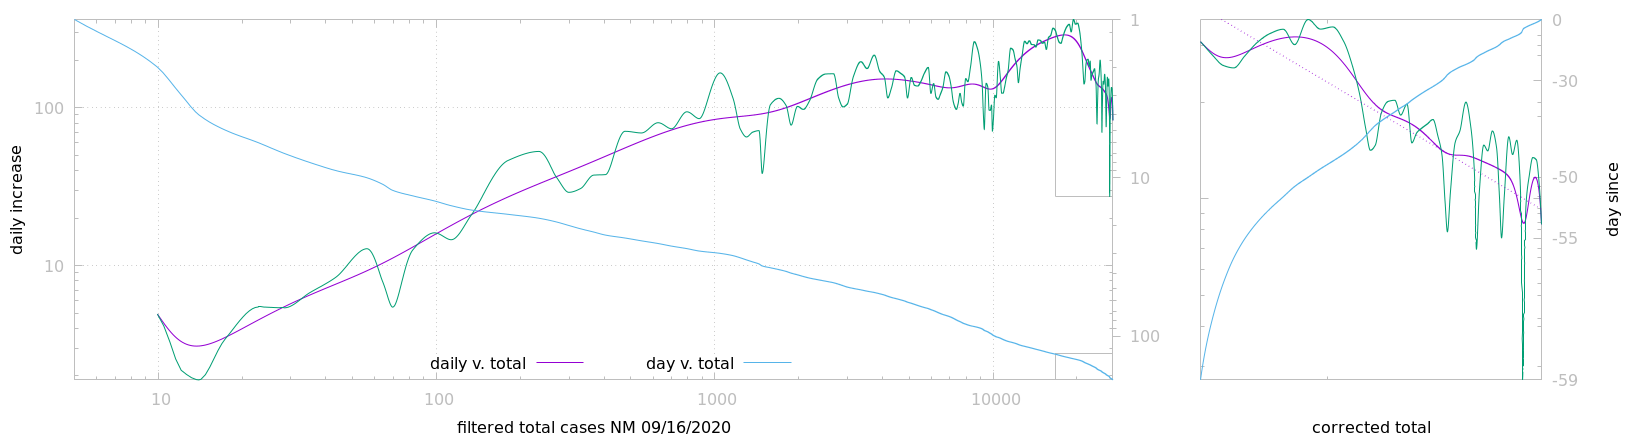 daily increase
100
10
10
100
1000
10000
1
10
100
daily v. total
day v. total
filtered total cases NM 09/16/2020
0
-30
-50
-55
-59
day since
corrected total